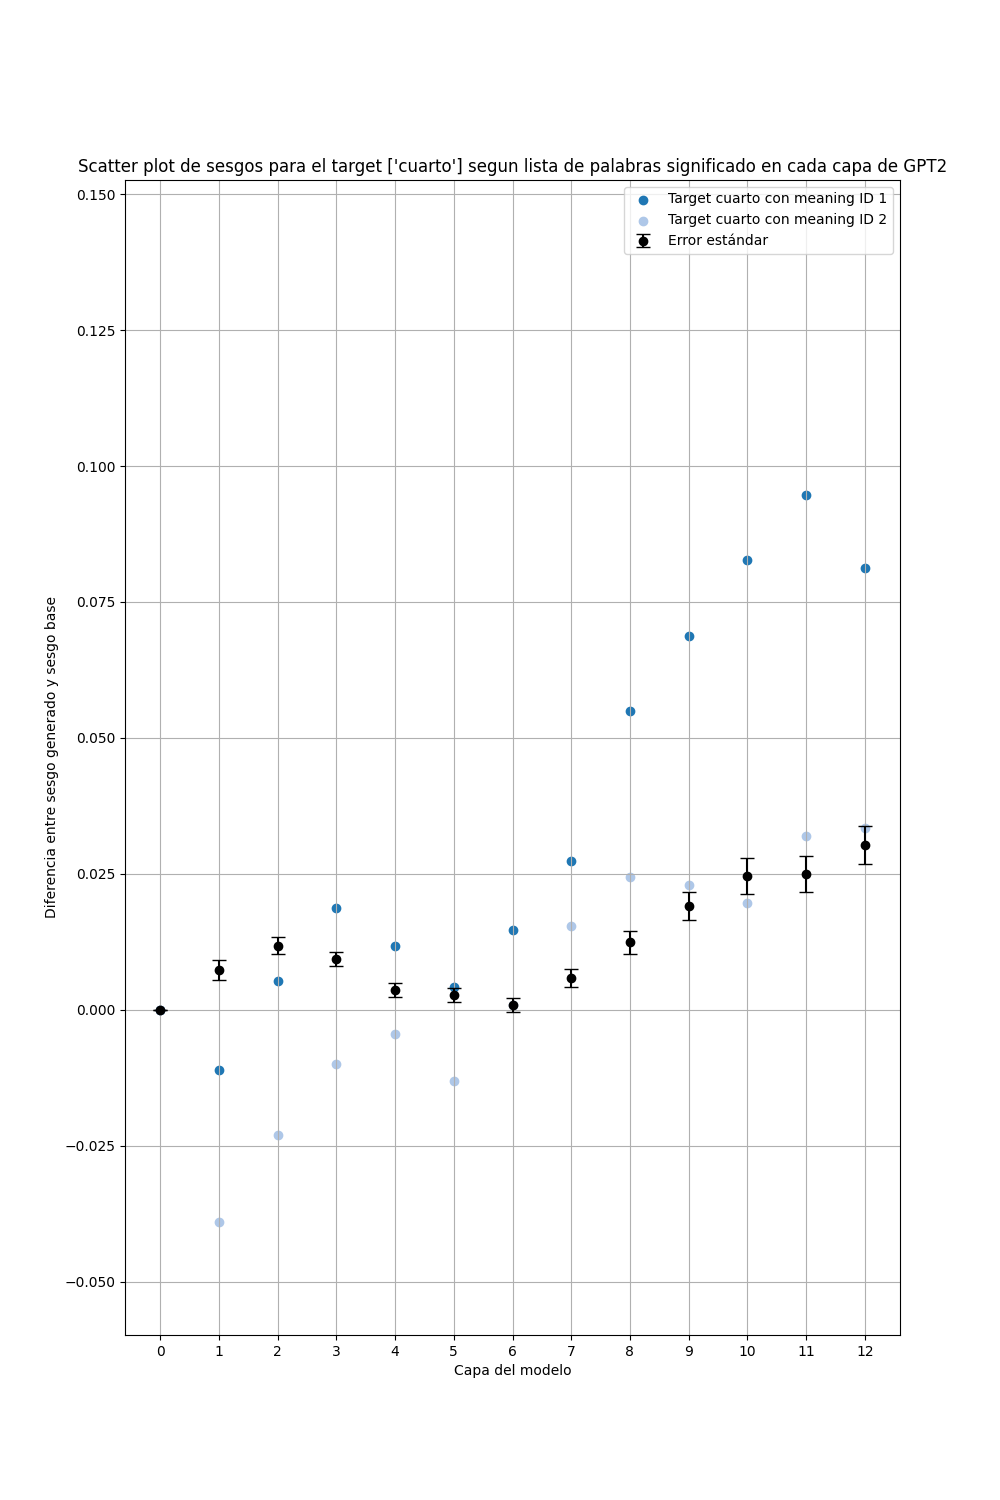 Scatter plot de sesgos para el target ['cuarto'] segun lista de palabras significado en cada capa de GPT2
Target cuarto con meaning ID 1
Target cuarto con meaning ID 2
Error estándar
0.150
0.125
0.100
0.075
0.050
0.025
0.000
−0.025
−0.050
Diferencia entre sesgo generado y sesgo base
0 1 2 3 4 5 6 7 8 9 10 11 12
Capa del modelo